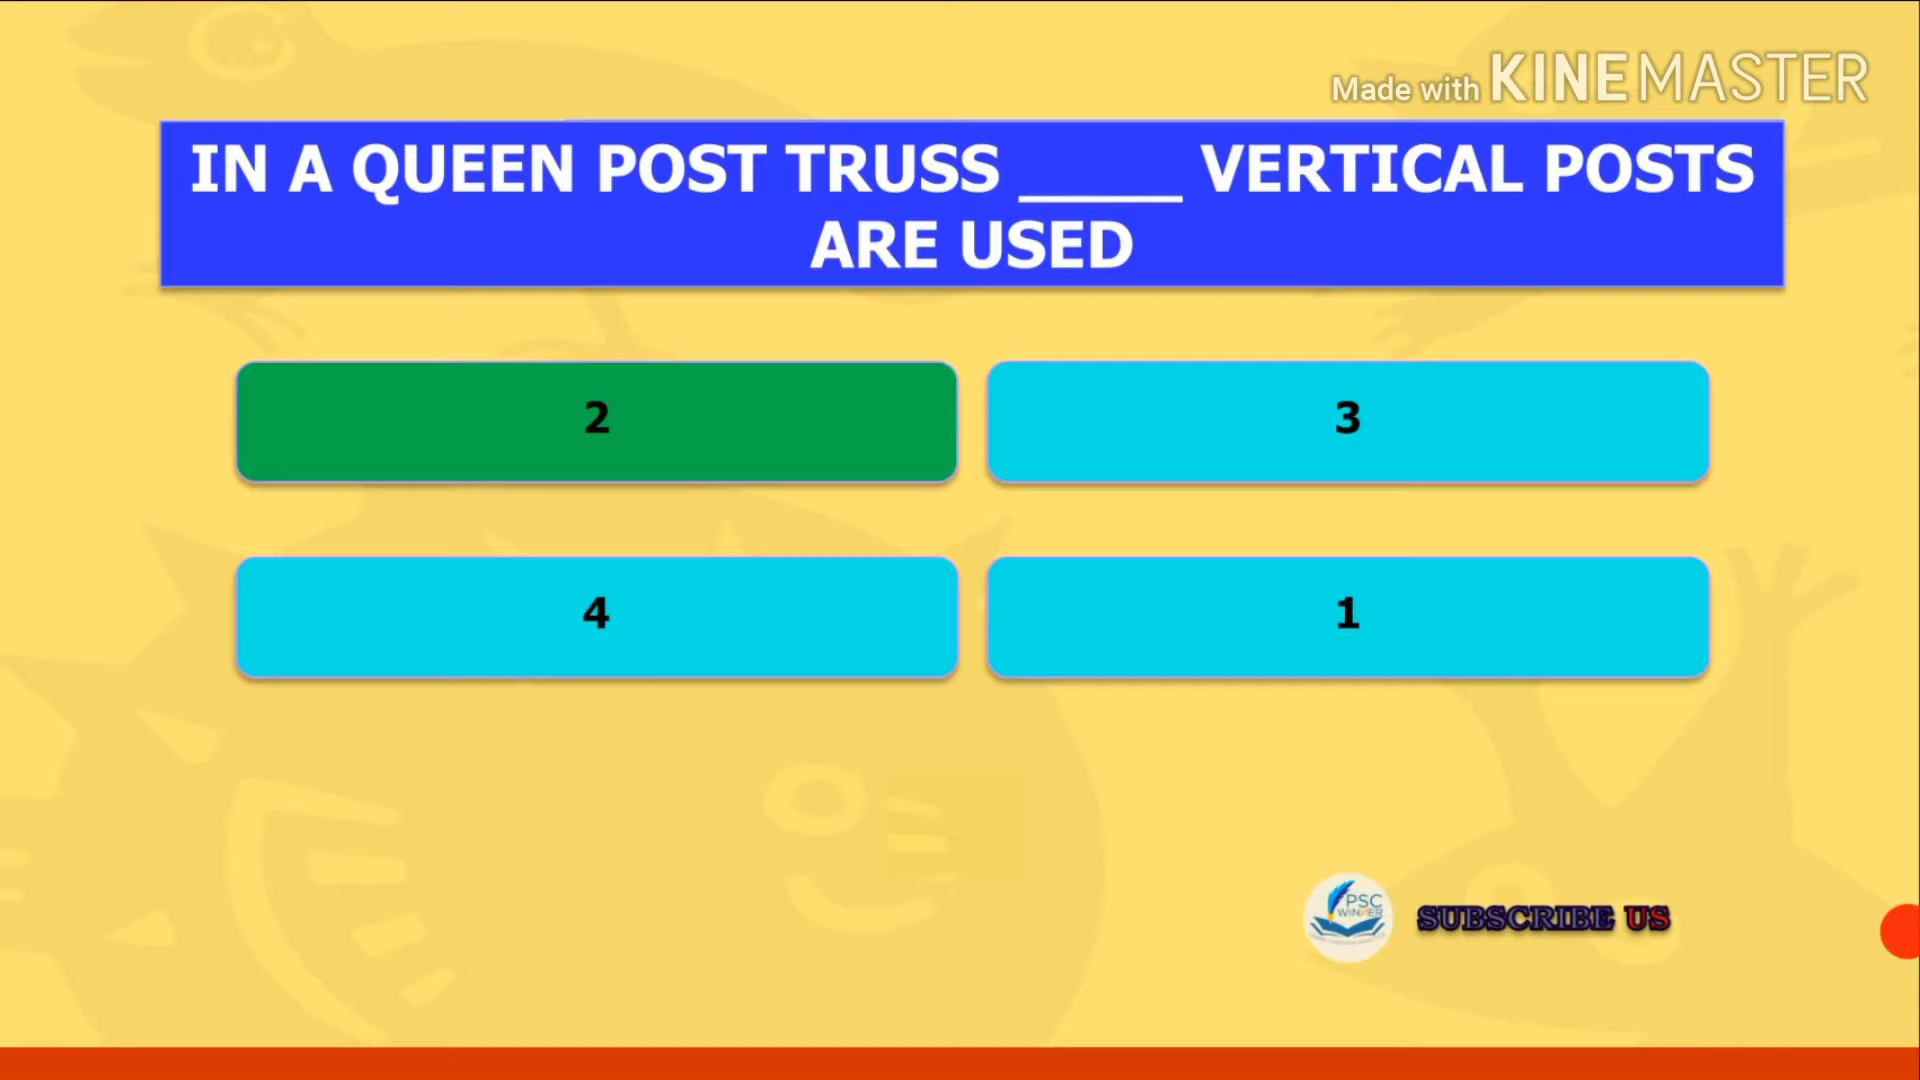 Made with KINEMASTER
IN A QUEEN POST TRUSS _____ VERTICAL POSTS
ARE USED
2
3
4
1
PSC
WINNER
SUBSCRIBE US